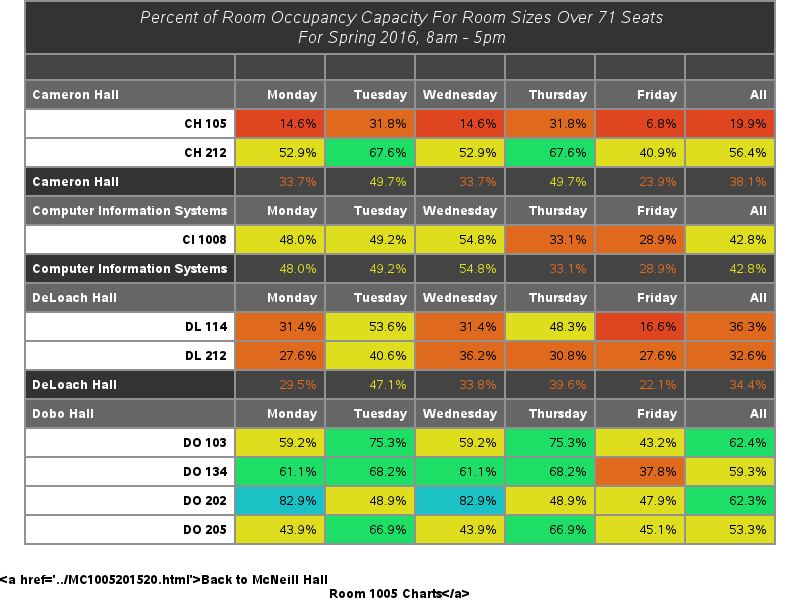 Percent of Room Occupancy Capacity For Room Sizes Over 71 Seats
For Spring 2016, 8am - 5pm
Cameron Hall Monday Tuesday Wednesday Thursday Friday All
CH 105 14.6% 31.8% 14.6% 31.8% 6.8% 19.9%
CH 212 52.9% 67.6% 52.9% 67.6% 40.9% 56.4%
Cameron Hall 33.7% 49.7% 33.7% 49.7% 23.9% 38.1%
Computer Information Systems Monday Tuesday Wednesday Thursday Friday All
CI 1008 48.0% 49.2% 54.8% 33.1% 28.9% 42.8%
Computer Information Systems 48.0% 49.2% 54.8% 33.1% 28.9% 42.8%
DeLoach Hall Monday Tuesday Wednesday Thursday Friday All
DL 114 31.4% 53.6% 31.4% 48.3% 16.6% 36.3%
DL 212 27.6% 40.6% 36.2% 30.8% 27.6% 32.6%
DeLoach Hall 29.5% 47.1% 33.8% 39.6% 22.1% 34.4%
Dobo Hall Monday Tuesday Wednesday Thursday Friday All
DO 103 59.2% 75.3% 59.2% 75.3% 43.2% 62.4%
DO 134 61.1% 68.2% 61.1% 68.2% 37.8% 59.3%
DO 202 82.9% 48.9% 82.9% 48.9% 47.9% 62.3%
DO 205 43.9% 66.9% 43.9% 66.9% 45.1% 53.3%
<a href='../MC1005201520.html'>Back to McNeill Hall
Room 1005 Charts</a>